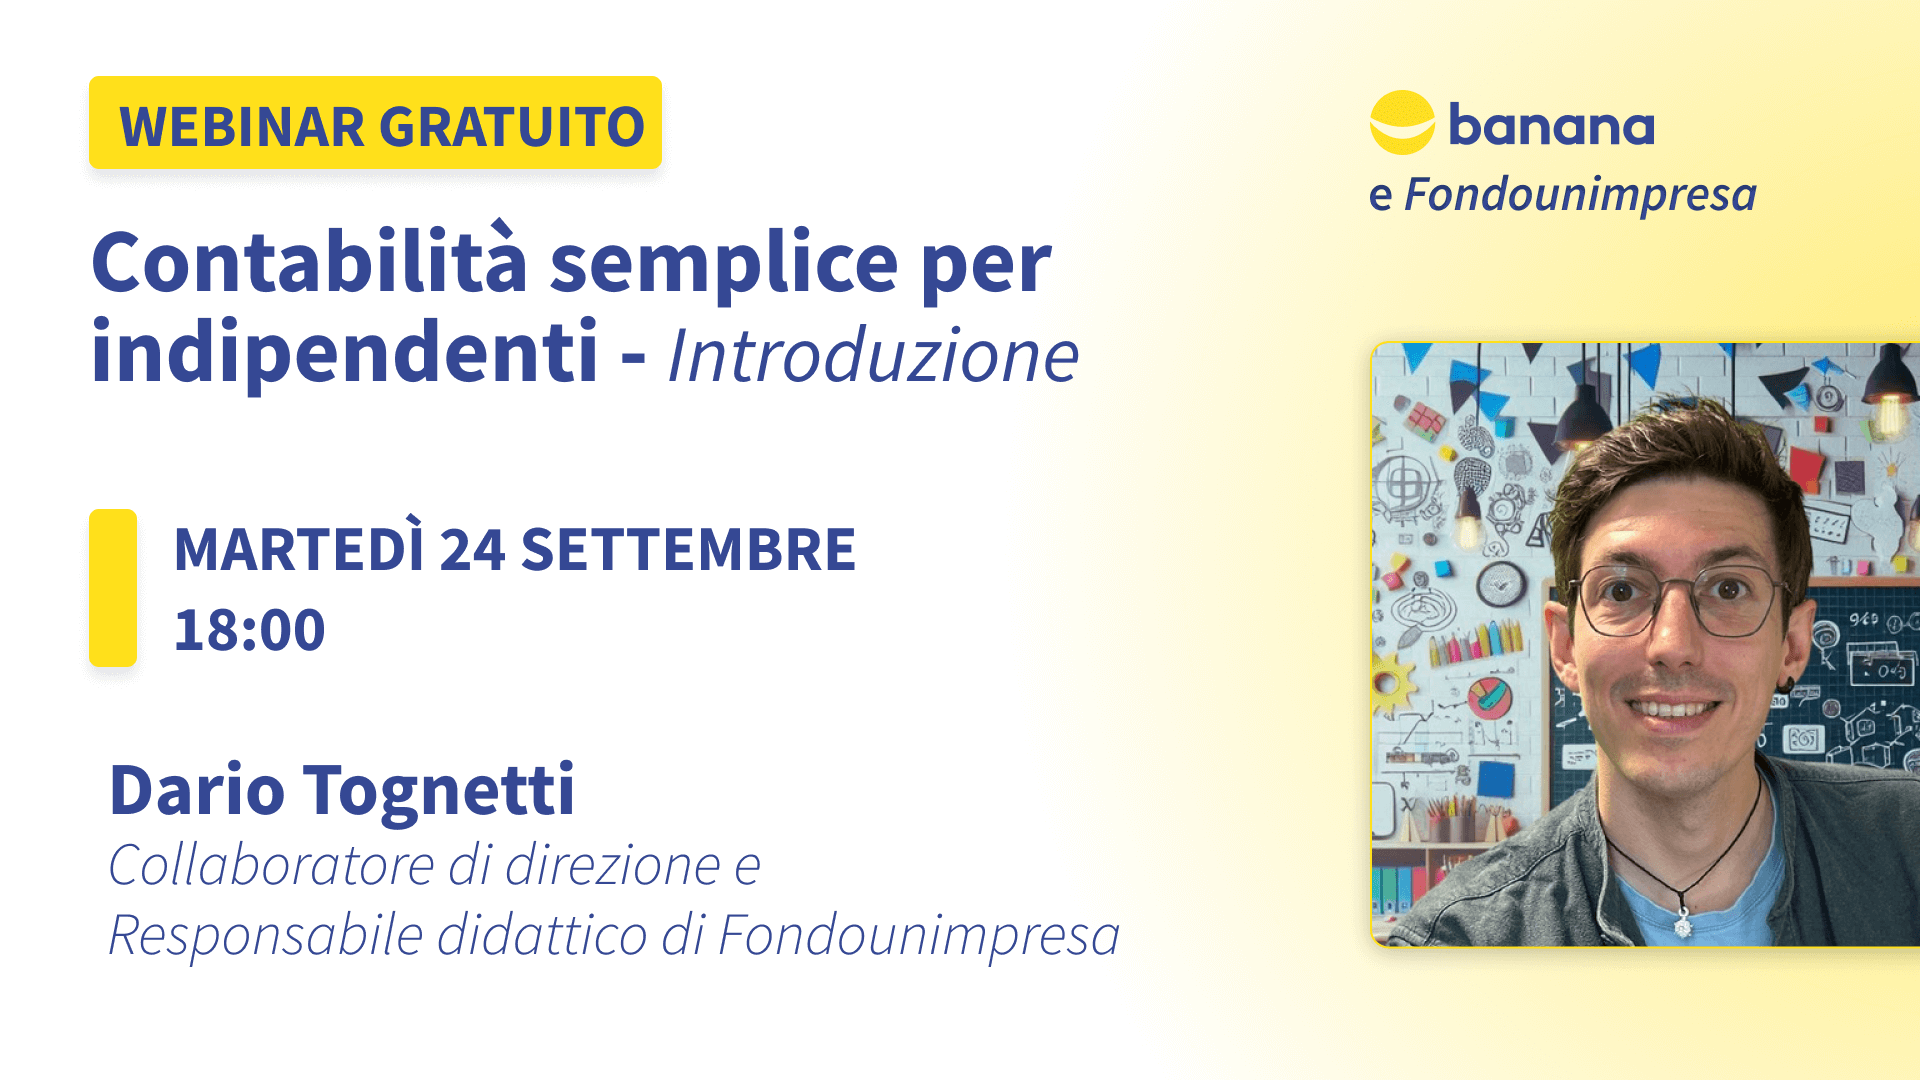 WEBINAR GRATUITO
Contabilità semplice per
indipendenti - Introduzione
MARTEDÌ 24 SETTEMBRE
18:00
Dario Tognetti
Collaboratore di direzione e
Responsabile didattico di Fondounimpresa
banana
e Fondounimpresa